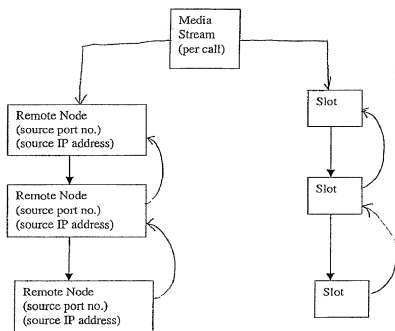 Media
Stream
(per call)
Remote Node
(source port no.)
(source IP address)
Remote Node
(source port no.)
(source IP address)
Remote Node
(source port no.)
(source IP address)
Slot
Slot
Slot